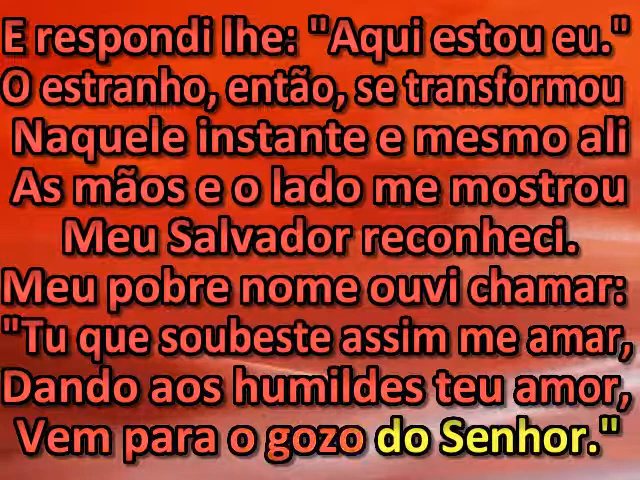 E respondi lhe: "Aqui estou eu."
O estranho, então, se transformou
Naquele instante e mesmo ali
As mãos e o lado me mostrou
Meu Salvador reconheci.
Meu pobre nome ouvi chamar:
"Tu que soubeste assim me amar,
Dando aos humildes teu amor,
Vem para o gozo do Senhor."